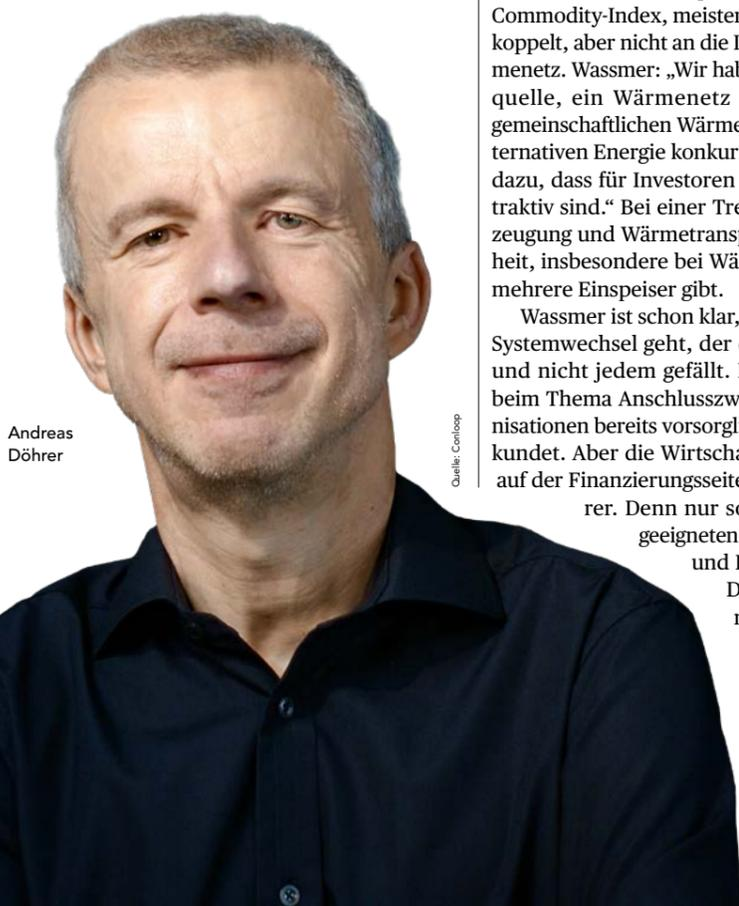 Andreas
Döhrer
Quelle: Conloop
Commodity-Index, meisten
koppelt, aber nicht an die
menetz. Wassmer: „Wir hab
quelle, ein Wärmenetz
gemeinschaftlichen Wärme
ternativen Energie konkur
dazu, dass für Investoren
traktiv sind.“ Bei einer Tre
zeugung und Wärmetransp
heit, insbesondere bei Wä
mehrere Einspeiser gibt.
Wassmer ist schon klar,
Systemwechsel geht, der
und nicht jedem gefällt.
beim Thema Anschlusszw
nisationen bereits vorsorgl
kundet. Aber die Wirtscha
auf der Finanzierungsseite
rer. Denn nur so
geeigneten
und